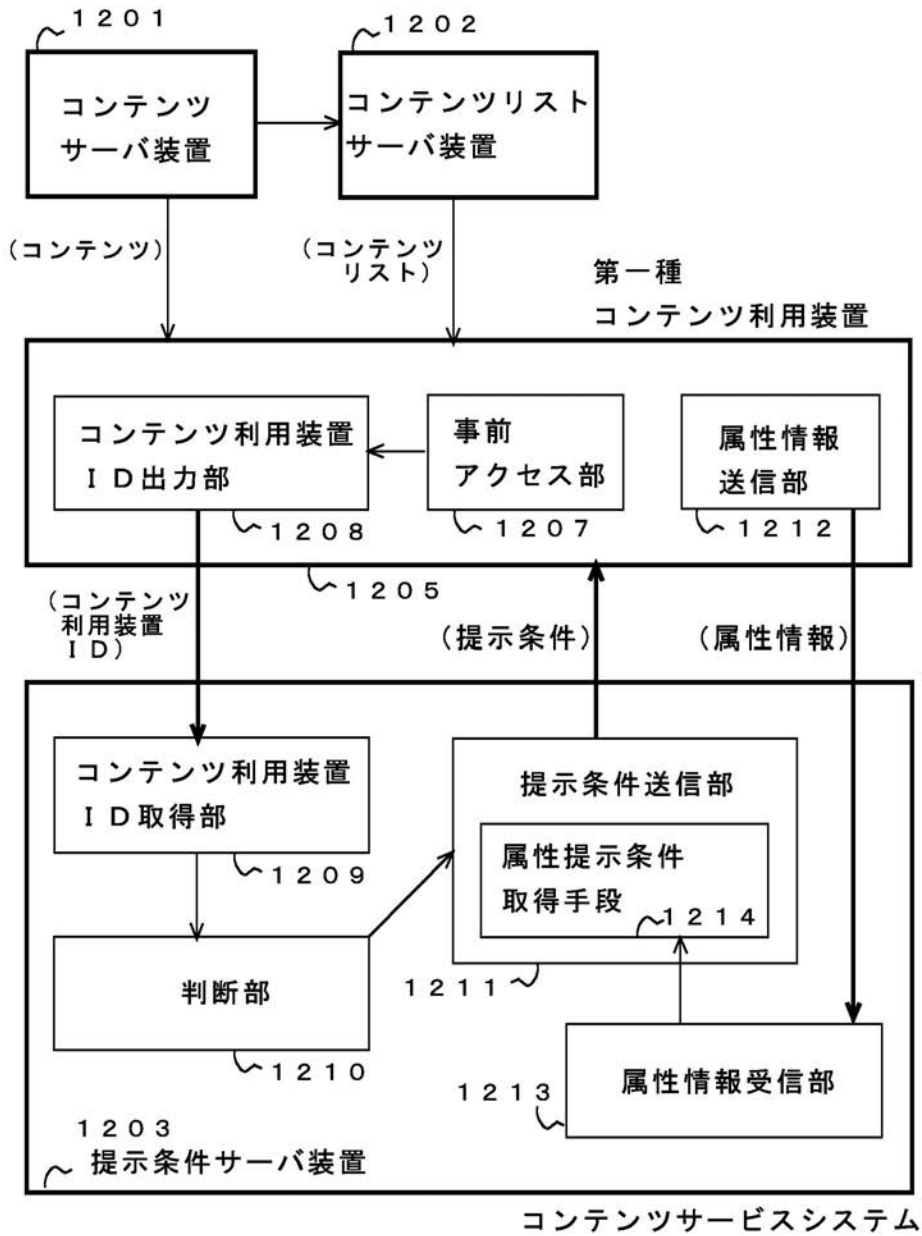 １２０１
１２０２
コンテンツ
サーバ装置
コンテンツリスト
サーバ装置
（コンテンツ）
（コンテンツ
リスト）
第一種
コンテンツ利用装置
コンテンツ利用装置
ＩＤ出力部
事前
アクセス部
属性情報
送信部
１２０８
１２０７
１２１２
１２０５
（コンテンツ
利用装置
ＩＤ）
（提示条件）
（属性情報）
コンテンツ利用装置
ＩＤ取得部
提示条件送信部
１２０９
属性提示条件
取得手段
１２１４
１２１１
判断部
１２１０
属性情報受信部
１２１３
１２０３
提示条件サーバ装置
コンテンツサービスシステム